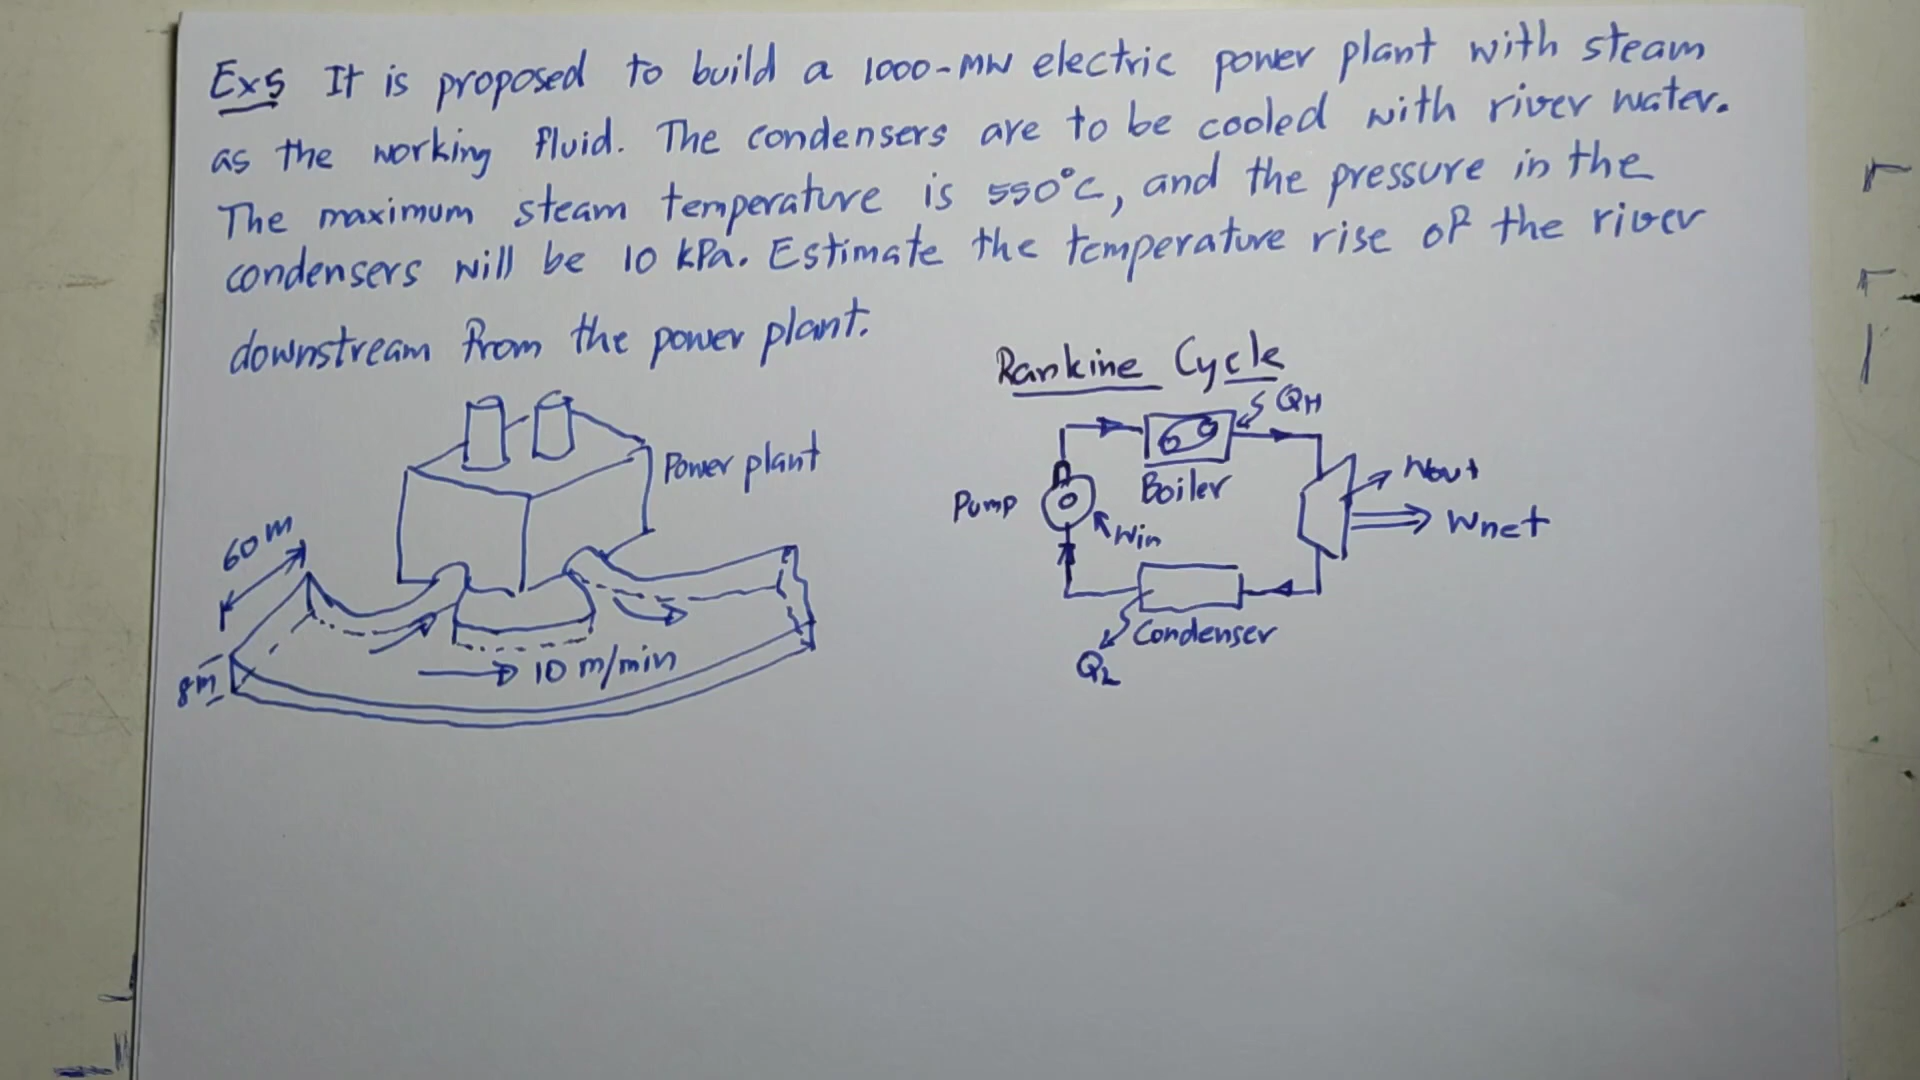 Ex5 It is proposed to build a 1000-MW electric power plant with steam
as the working fluid. The condensers are to be cooled with river water.
The maximum steam temperature is 550°C, and the pressure in the
condensers will be 10 kPa. Estimate the temperature rise of the river
downstream from the power plant.
Rankine Cycle
QH
Power plant
Boiler
Wout
Pump
Win
Wnet
60 m
Condenser
QL
8m
10 m/min